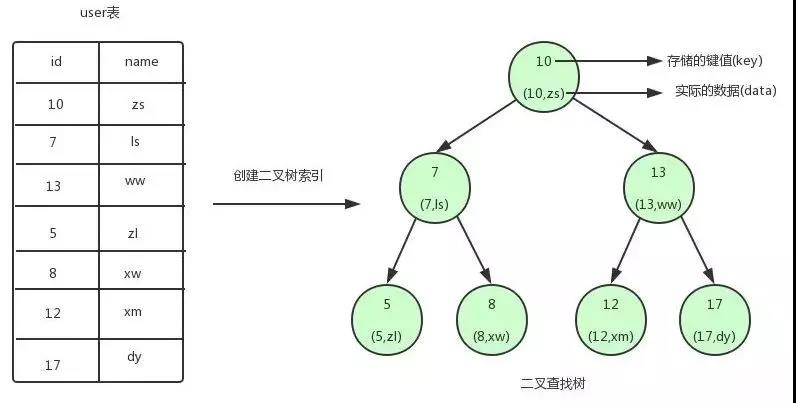 user表
id name
10 zs
7 ls
13 ww
5 zl
8 xw
12 xm
17 dy
创建二叉树索引
10
(10,zs)
存储的键值(key)
实际的数据(data)
7
(7,ls)
13
(13,ww)
5
(5,zl)
8
(8,xw)
12
(12,xm)
17
(17,dy)
二叉查找树